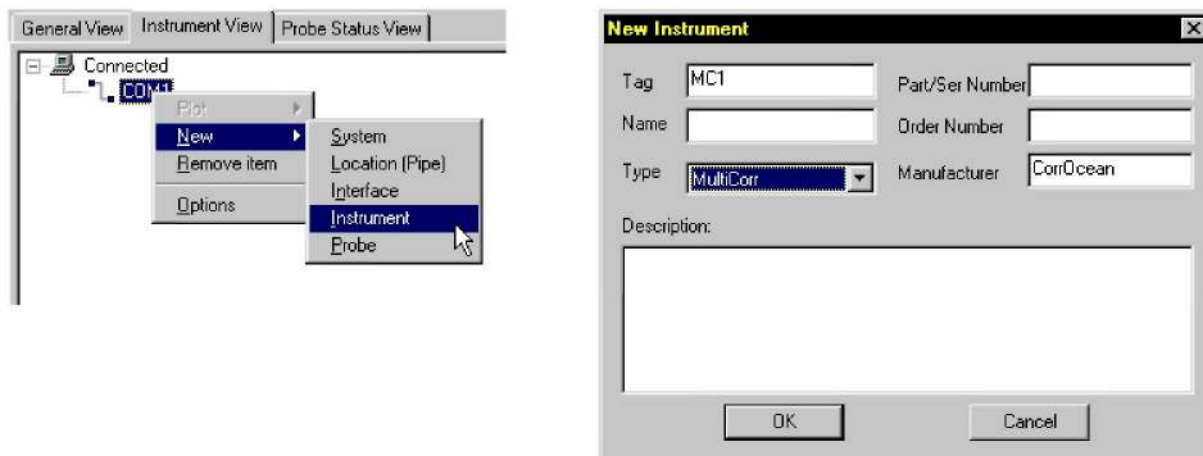 General View Instrument View Probe Status View
Connected
COM1
Plot
New
Remove item
Options
System
Location (Pipe)
Interface
Instrument
Probe
New Instrument
Tag MC1 Part/Ser Number
Name Order Number
Type MultiCorr Manufacturer CorrOcean
Description:
OK Cancel